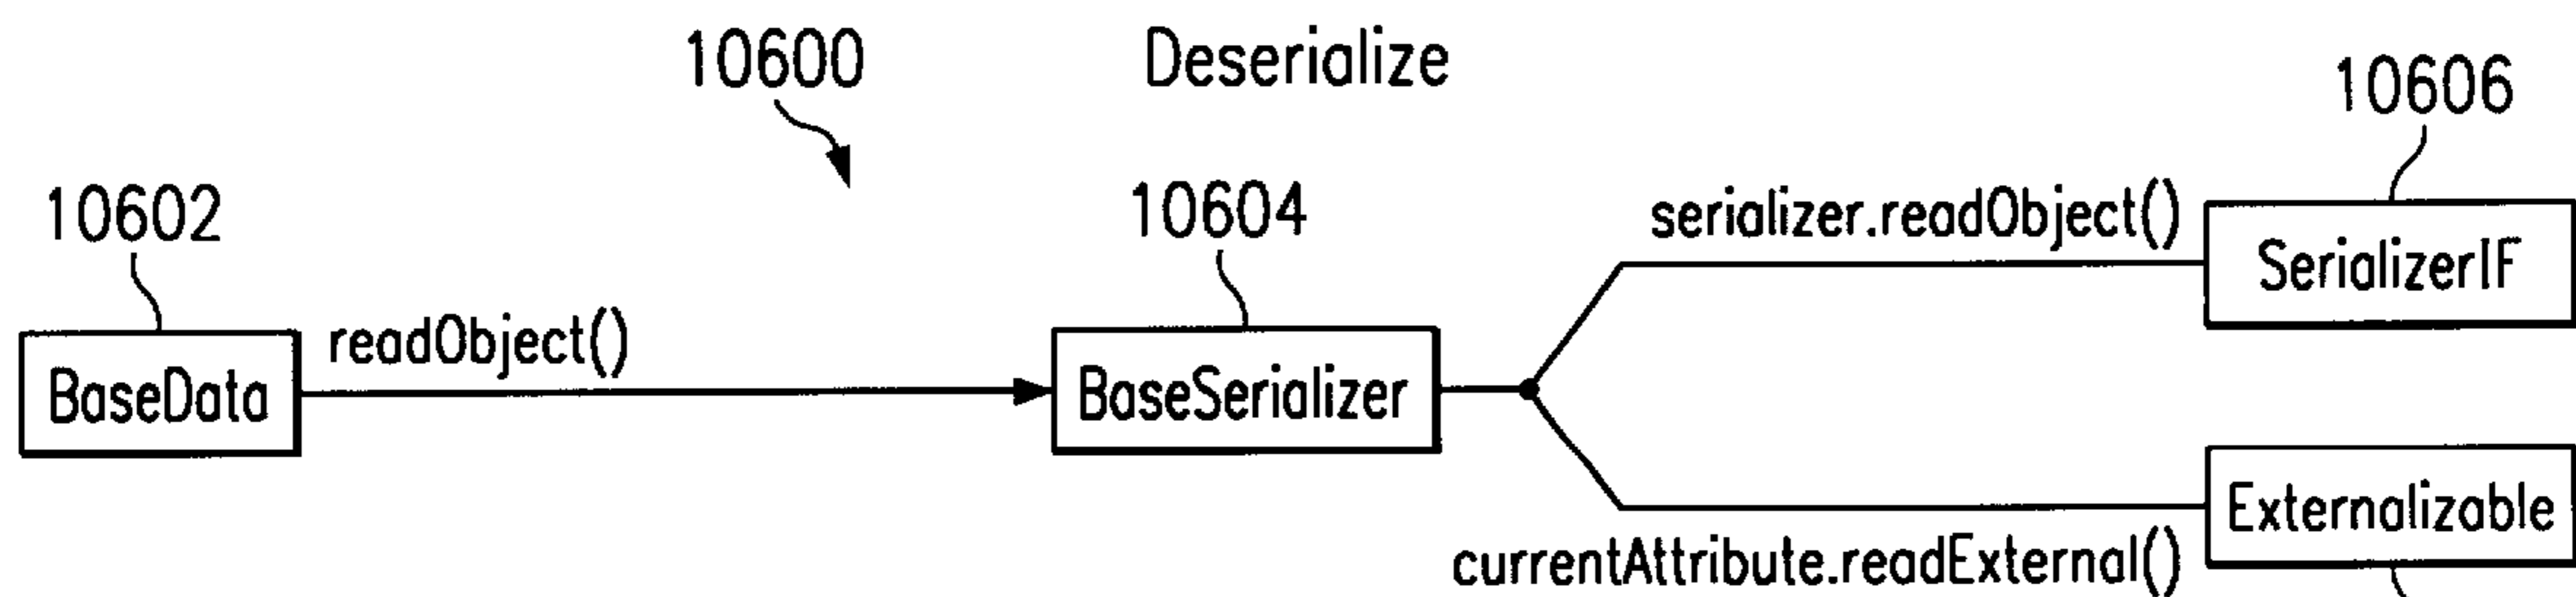 10600
Deserialize
10606
10602
10604
serializer.readObject()
SerializerIF
readObject()
BaseData
BaseSerializer
Externalizable
currentAttribute.readExternal()